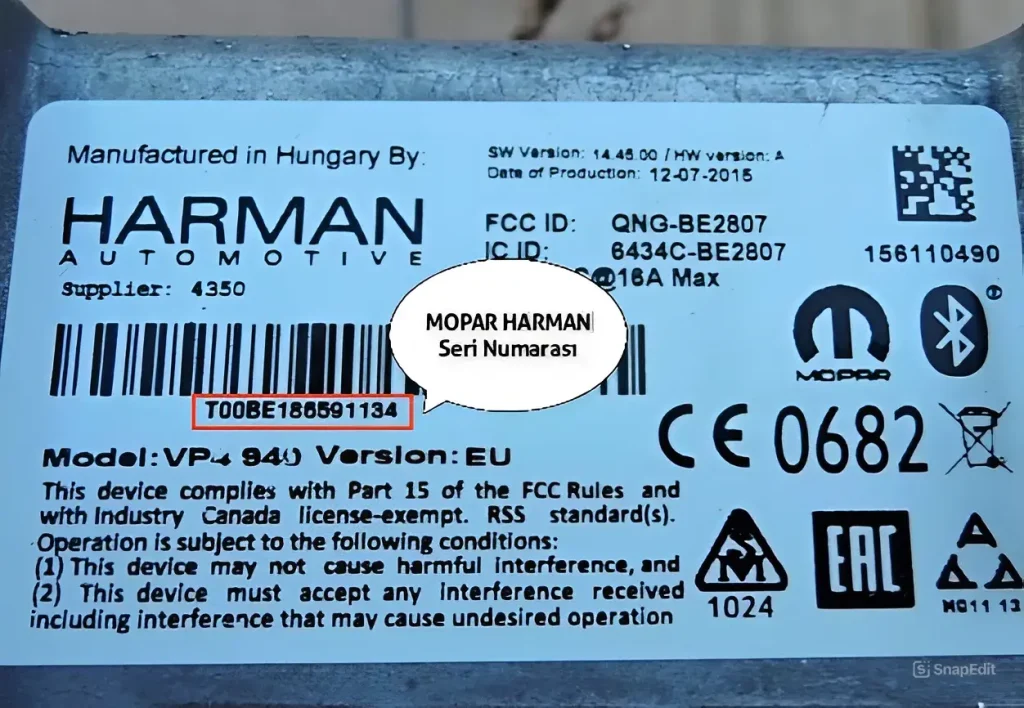 Manufactured in Hungary By:
HARMAN
AUTOMOTIVE
Supplier: 4350
SW Version: 14.45.00 / HW version: A
Date of Production: 12-07-2015
FCC ID: QNG-BE2807
IC ID: 6434C-BE2807
@16A Max
156110490
MOPAR
MOPAR HARMAN
Seri Numarası
T00BE186591134
Model: VP4 940 Version: EU
0682
This device complies with Part 15 of the FCC Rules and
with Industry Canada license-exempt. RSS standard(s).
Operation is subject to the following conditions:
(1) This device may not cause harmful interference, and
(2) This device must accept any interference received
including interference that may cause undesired operation
CE
1024
EAC
A
N011 13
SnapEdit